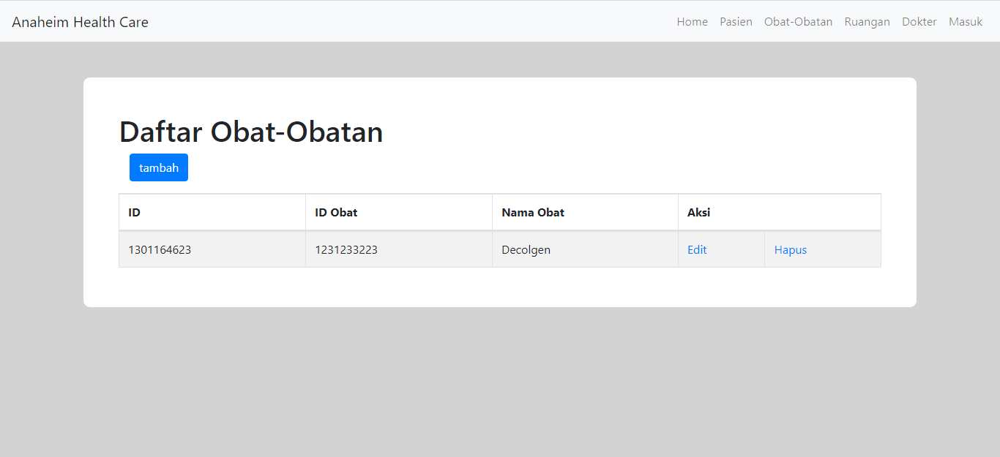 Anaheim Health Care Home Pasien Obat-Obatan Ruangan Dokter Masuk
Daftar Obat-Obatan
tambah
ID ID Obat Nama Obat Aksi
1301164623 1231233223 Decolgen Edit Hapus